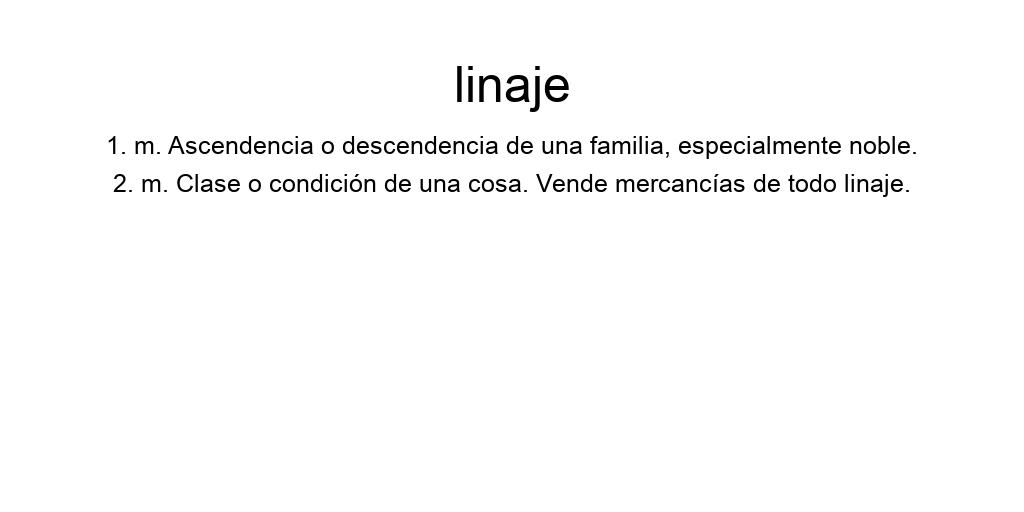 linaje
1. m. Ascendencia o descendencia de una familia, especialmente noble.
2. m. Clase o condición de una cosa. Vende mercancías de todo linaje.